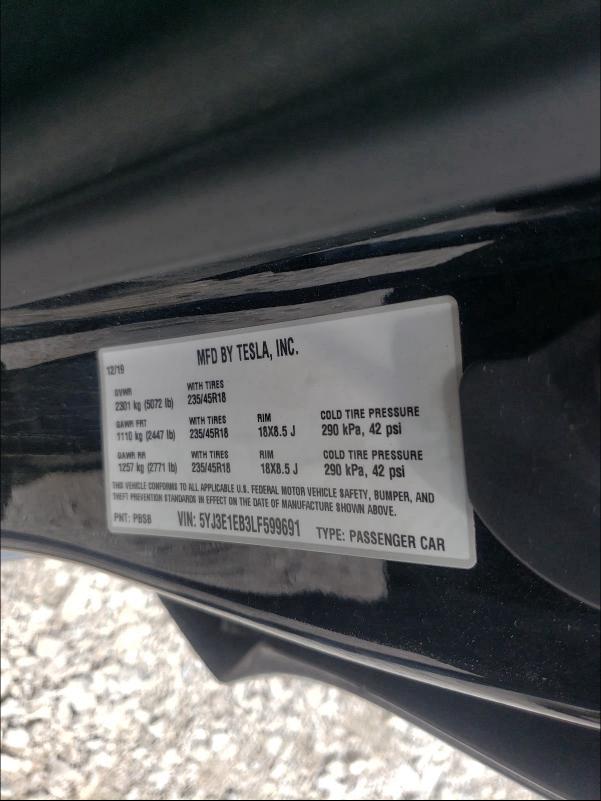 MFD BY TESLA, INC.
12/19
GVWR WITH TIRES
2301 kg (5072 lb) 235/45R18
GAWR FRT WITH TIRES RIM COLD TIRE PRESSURE
1110 kg (2447 lb) 235/45R18 18X8.5 J 290 kPa, 42 psi
GAWR RR WITH TIRES RIM COLD TIRE PRESSURE
1257 kg (2771 lb) 235/45R18 18X8.5 J 290 kPa, 42 psi
THIS VEHICLE CONFORMS TO ALL APPLICABLE U.S. FEDERAL MOTOR VEHICLE SAFETY, BUMPER, AND
THEFT PREVENTION STANDARDS IN EFFECT ON THE DATE OF MANUFACTURE SHOWN ABOVE.
PNT: PBSB VIN: 5YJ3E1EB3LF599691 TYPE: PASSENGER CAR